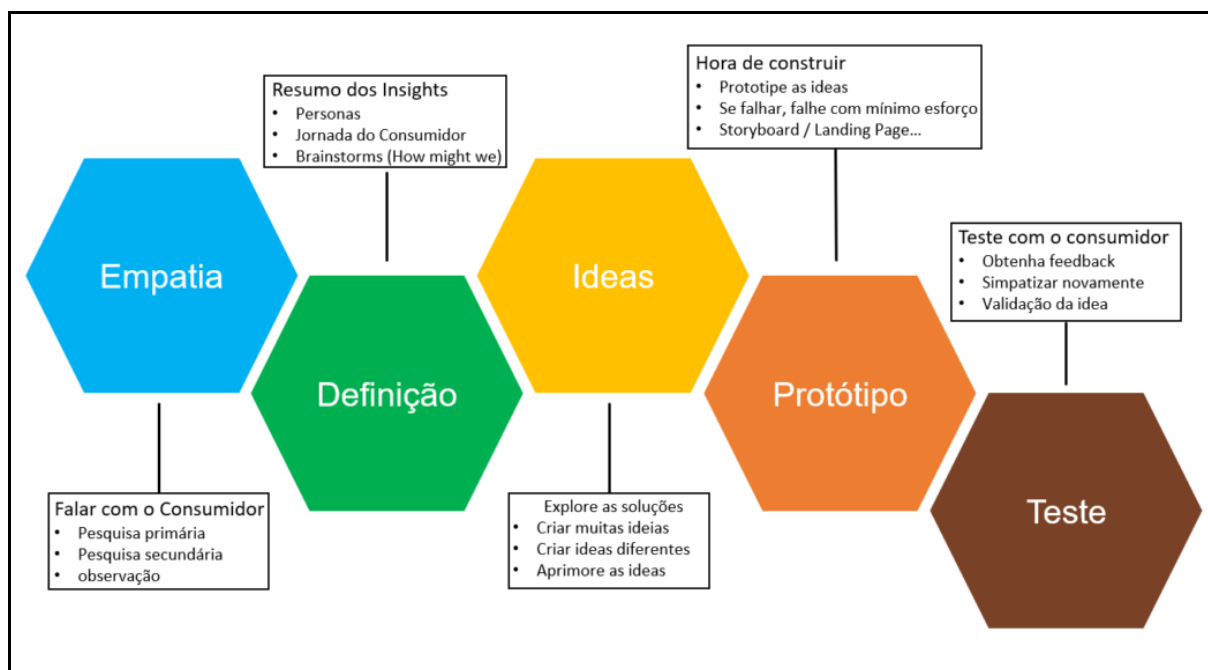 Empatia
Falar com o Consumidor
• Pesquisa primária
• Pesquisa secundária
• observação
Resumo dos Insights
• Personas
• Jornada do Consumidor
• Brainstorms (How might we)
Definição
Ideas
Explore as soluções
• Criar muitas ideias
• Criar ideas diferentes
• Aprimore as ideas
Hora de construir
• Prototipe as ideas
• Se falhar, falhe com mínimo esforço
• Storyboard / Landing Page...
Protótipo
Teste com o consumidor
• Obtenha feedback
• Simpatizar novamente
• Validação da idea
Teste